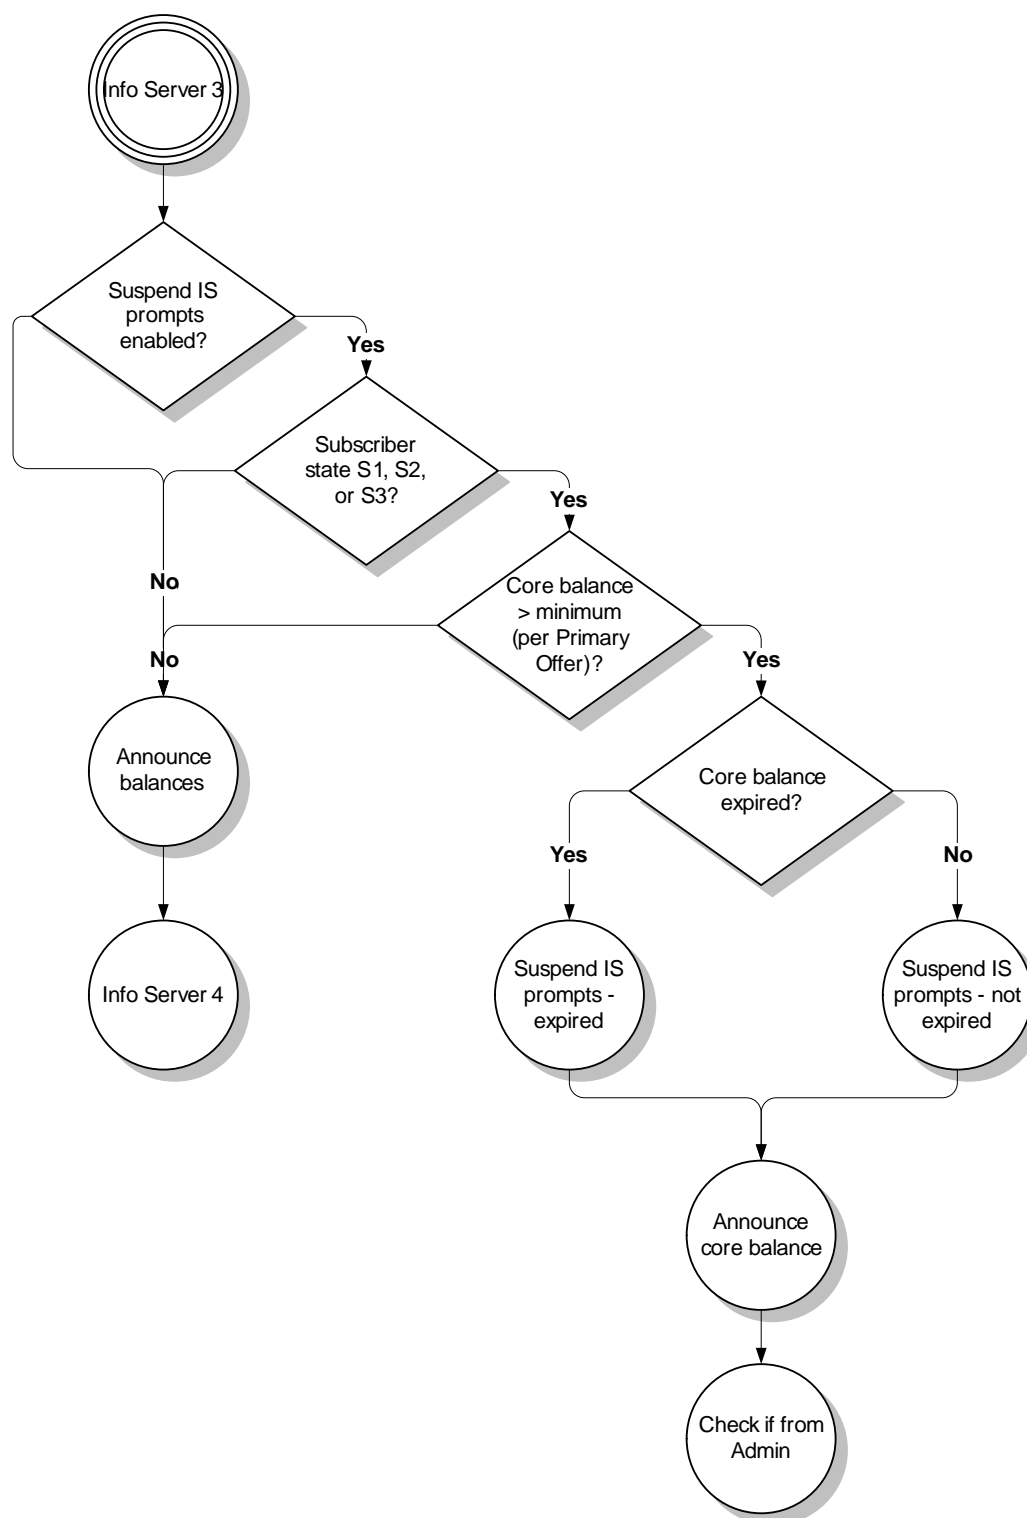 Info Server 3
Suspend IS
prompts
enabled?
Yes
Subscriber
state S1, S2,
or S3?
Yes
No
Core balance
> minimum
(per Primary
Offer)?
No
Yes
Announce
balances
Core balance
expired?
Yes
No
Info Server 4
Suspend IS
prompts -
expired
Suspend IS
prompts - not
expired
Announce
core balance
Check if from
Admin